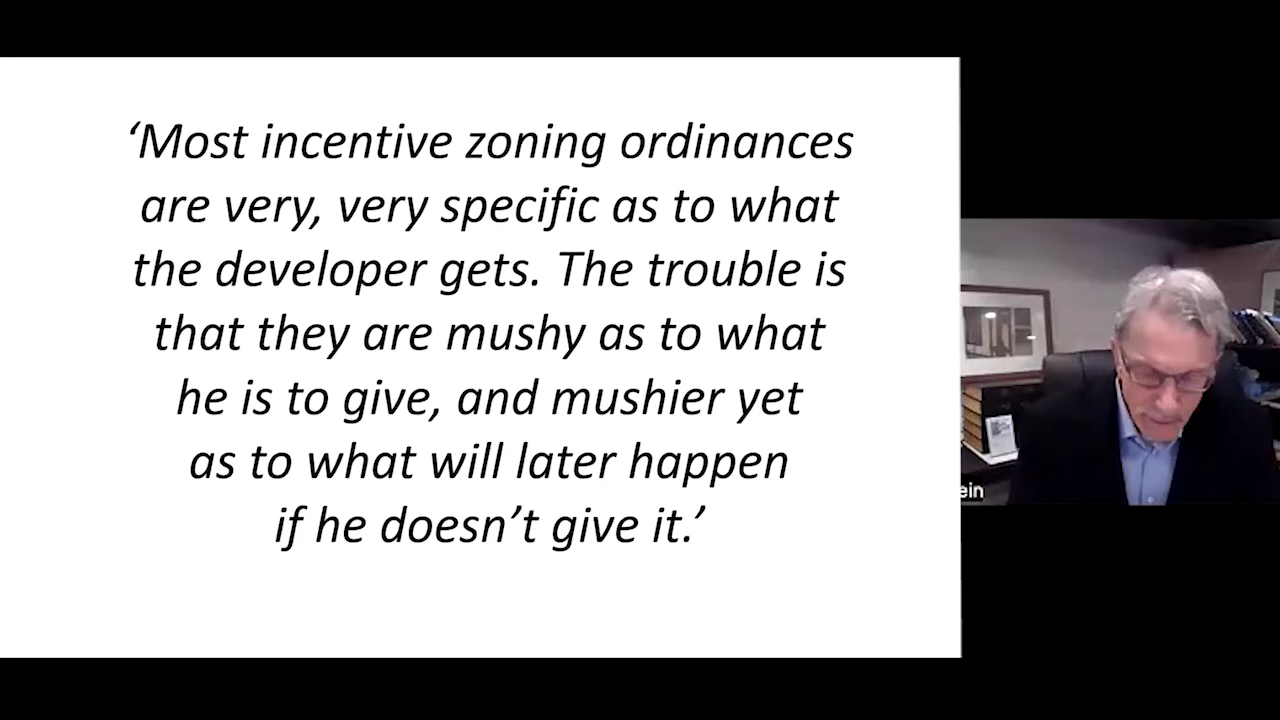 ‘Most incentive zoning ordinances
are very, very specific as to what
the developer gets. The trouble is
that they are mushy as to what
he is to give, and mushier yet
as to what will later happen
if he doesn’t give it.’
ein